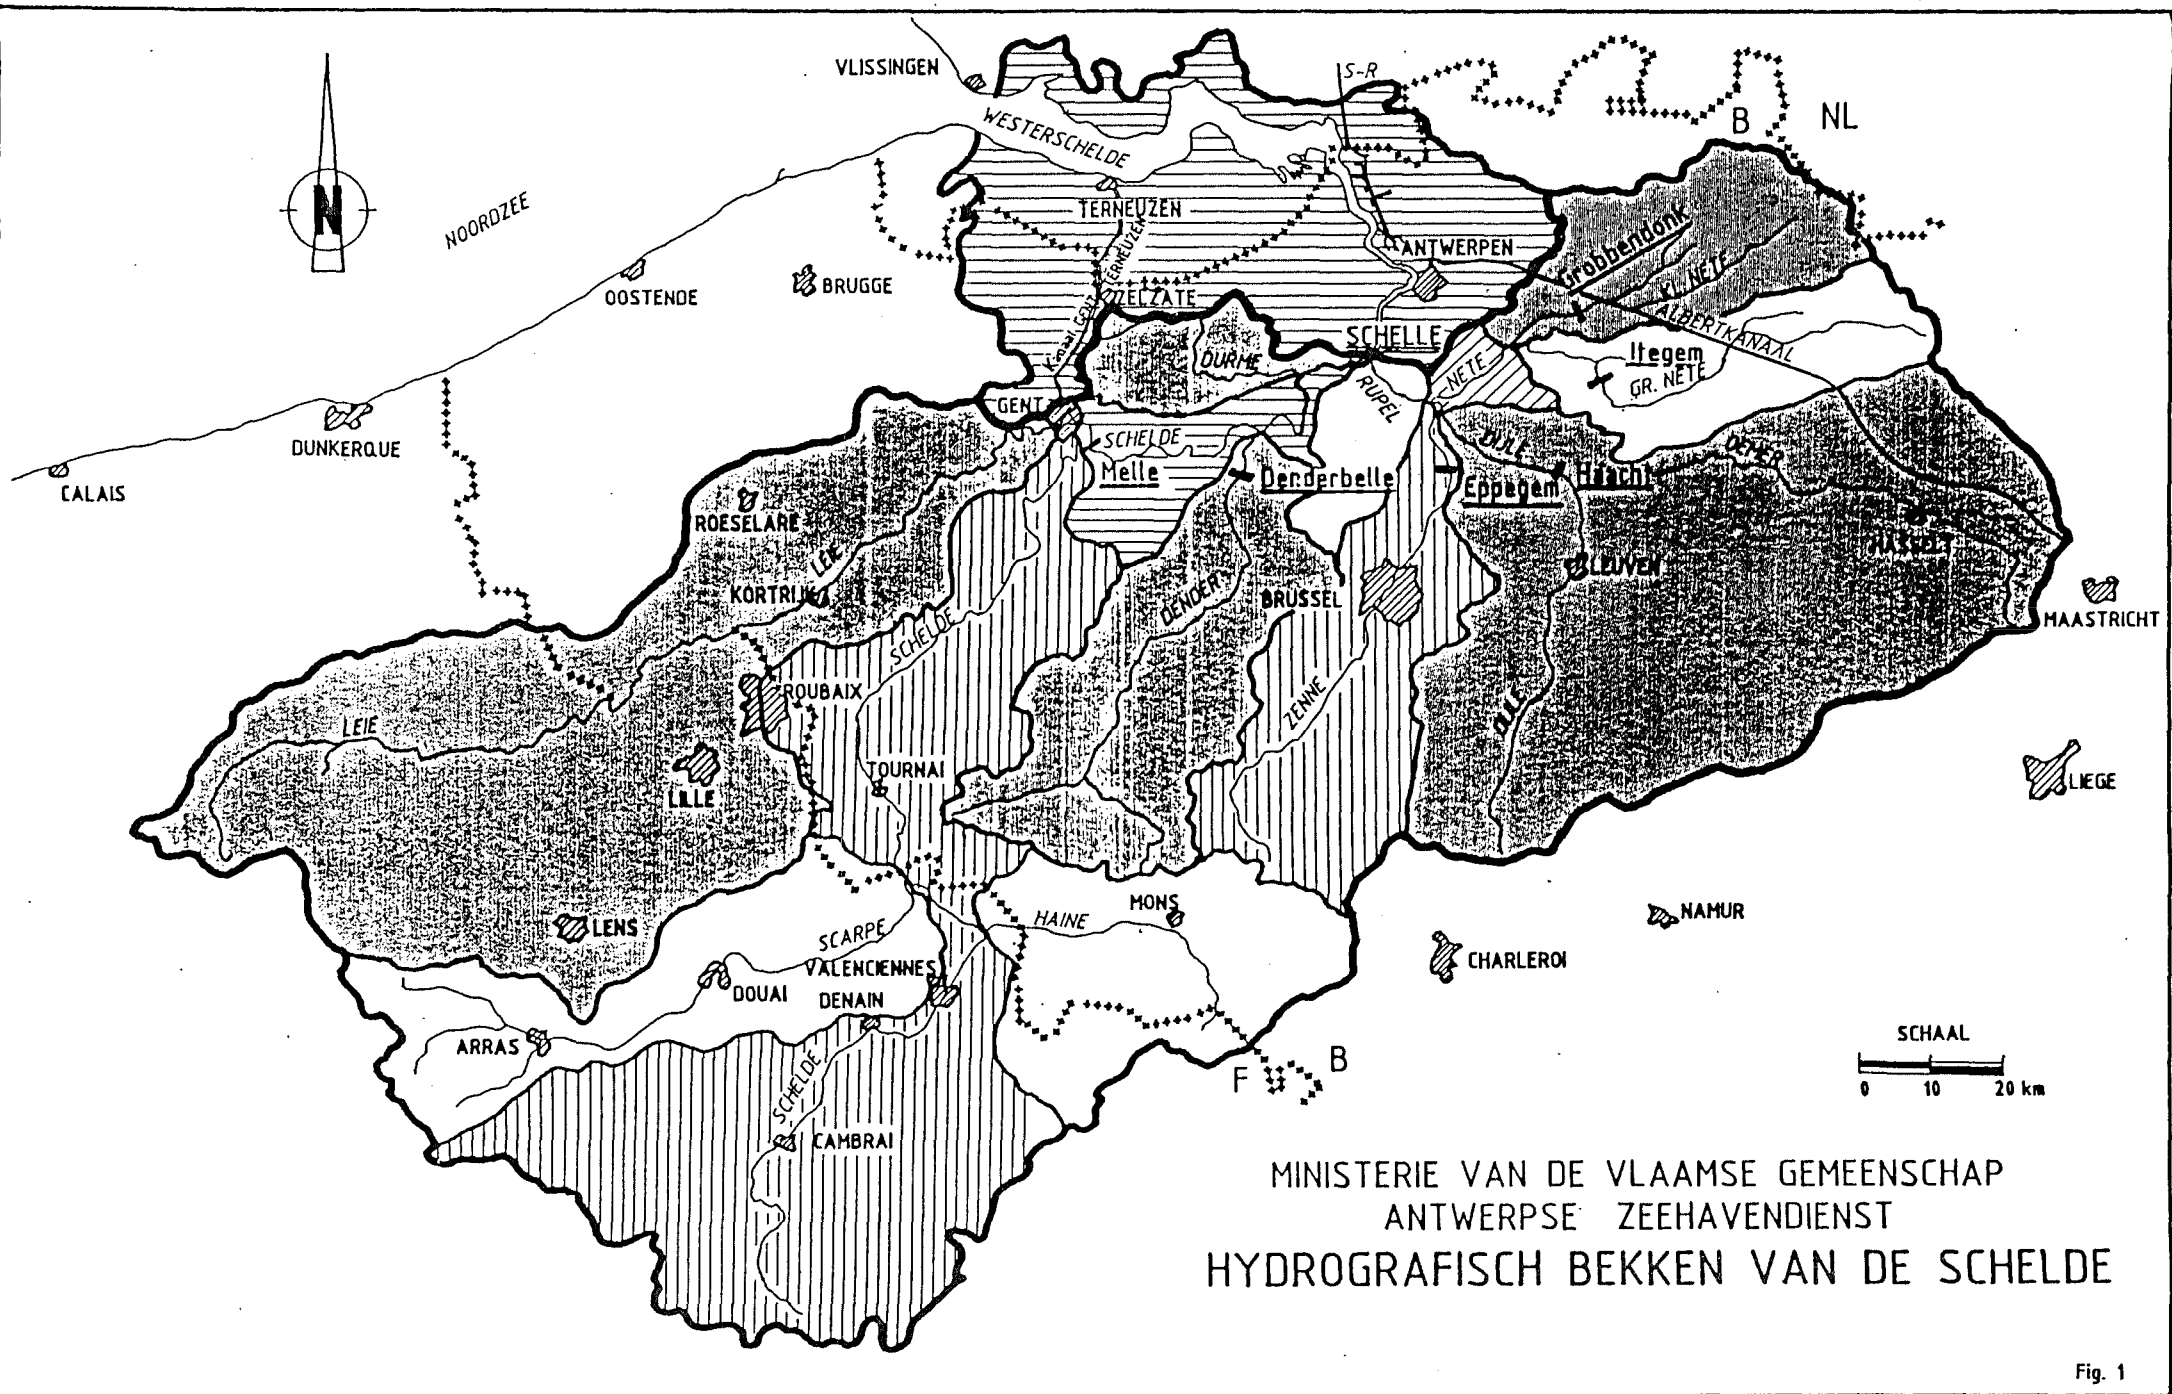 VLISSINGEN
S-R
B
NL
WESTERSCHELDE
N
NOORDZEE
TERNEUZEN
TERNEUZEN
ANTWERPEN
Grobbendonk
KL. NETE
OOSTENDE
BRUGGE
ZELZATE
Kanaal GENT
ALBERTKANAAL
SCHELLE
DURME
Itegem
GR. NETE
NETE
RUPEL
GENT
DUNKERQUE
SCHELDE
DIJLE
DEMER
CALAIS
Melle
Denderbelle
Eppegem
Haacht
ROESELARE
LEIE
HASSELT
KORTRIJK
DENDER
BRUSSEL
LEUVEN
MAASTRICHT
SCHELDE
ROUBAIX
ZENNE
DIJLE
LEIE
TOURNAI
LILLE
LIEGE
MONS
HAINE
NAMUR
LENS
SCARPE
VALENCIENNES
CHARLEROI
DOUAI
DENAIN
ARRAS
SCHELDE
SCHAAL
0 10 20 km
F
B
CAMBRAI
MINISTERIE VAN DE VLAAMSE GEMEENSCHAP
ANTWERPSE ZEEHAVENDIENST
HYDROGRAFISCH BEKKEN VAN DE SCHELDE
Fig. 1